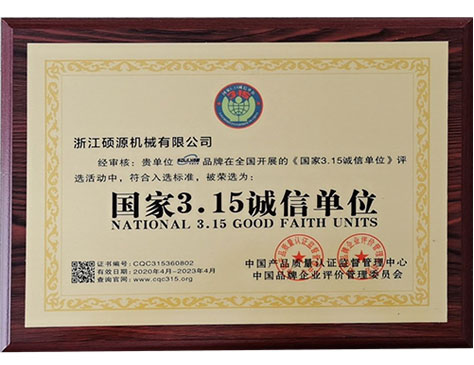 浙江硕源机械有限公司
经审核：贵单位 品牌在全国开展的《国家3.15诚信单位》评
选活动中，符合入选标准，被荣选为：
国家3.15诚信单位
NATIONAL 3.15 GOOD FAITH UNITS
证书编号：CQC315360802
有效日期：2020年4月-2023年4月
查询官网：www.cqc315.org
中国产品质量认证监督管理中心
中国品牌企业评价管理委员会